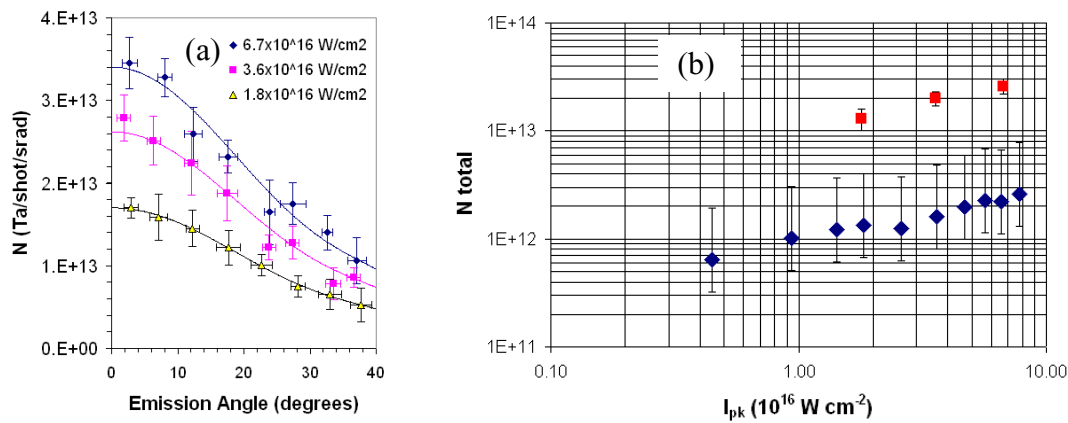 (a)
6.7x10^16 W/cm2
3.6x10^16 W/cm2
1.8x10^16 W/cm2
N (Ta/shot/srad)
4.E+13
3.E+13
2.E+13
1.E+13
0.E+00
0 10 20 30 40
Emission Angle (degrees)
(b)
N total
1E+14
1E+13
1E+12
1E+11
0.10 1.00 10.00
Ipk (10^16 W cm^-2)